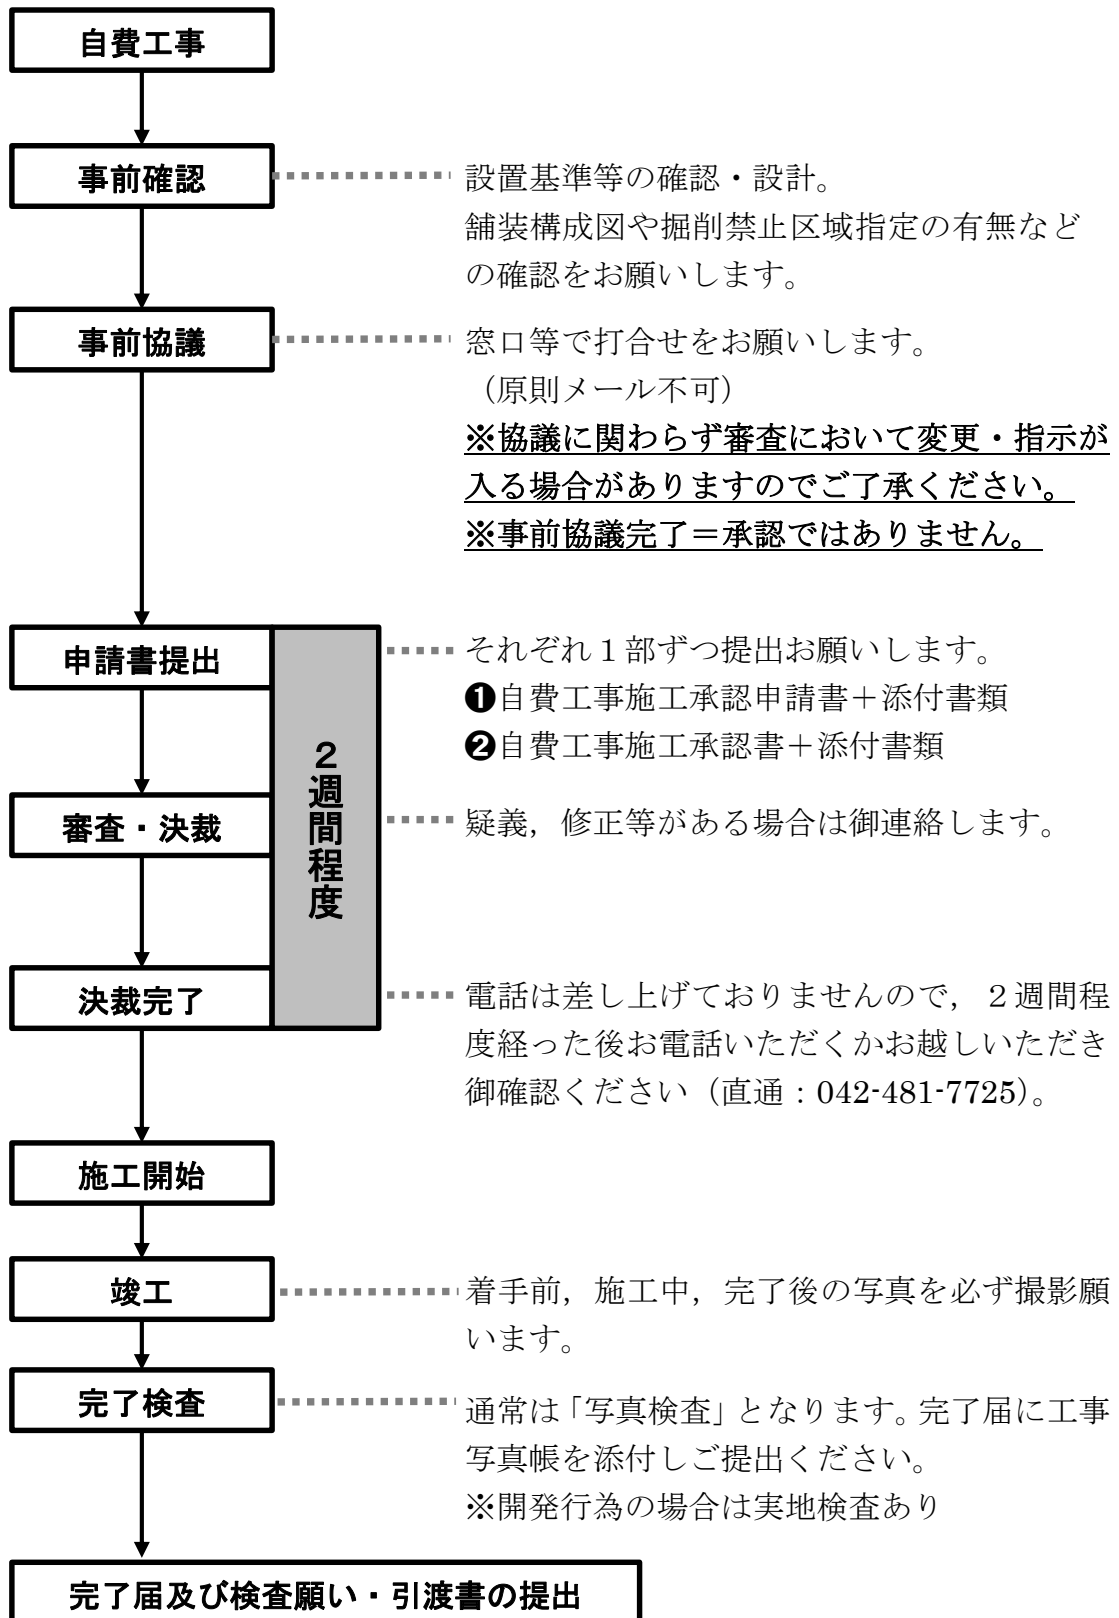 自費工事
事前確認
設置基準等の確認・設計。
舗装構成図や掘削禁止区域指定の有無など
の確認をお願いします。
事前協議
窓口等で打合せをお願いします。
（原則メール不可）
※協議に関わらず審査において変更・指示が
入る場合がありますのでご了承ください。
※事前協議完了＝承認ではありません。
申請書提出
それぞれ１部ずつ提出お願いします。
❶自費工事施工承認申請書＋添付書類
❷自費工事施工承認書＋添付書類
２週間程度
審査・決裁
疑義，修正等がある場合は御連絡します。
決裁完了
電話は差し上げておりませんので，２週間程
度経った後お電話いただくかお越しいただき
御確認ください（直通：042-481-7725）。
施工開始
竣工
着手前，施工中，完了後の写真を必ず撮影願
います。
完了検査
通常は「写真検査」となります。完了届に工事
写真帳を添付しご提出ください。
※開発行為の場合は実地検査あり
完了届及び検査願い・引渡書の提出